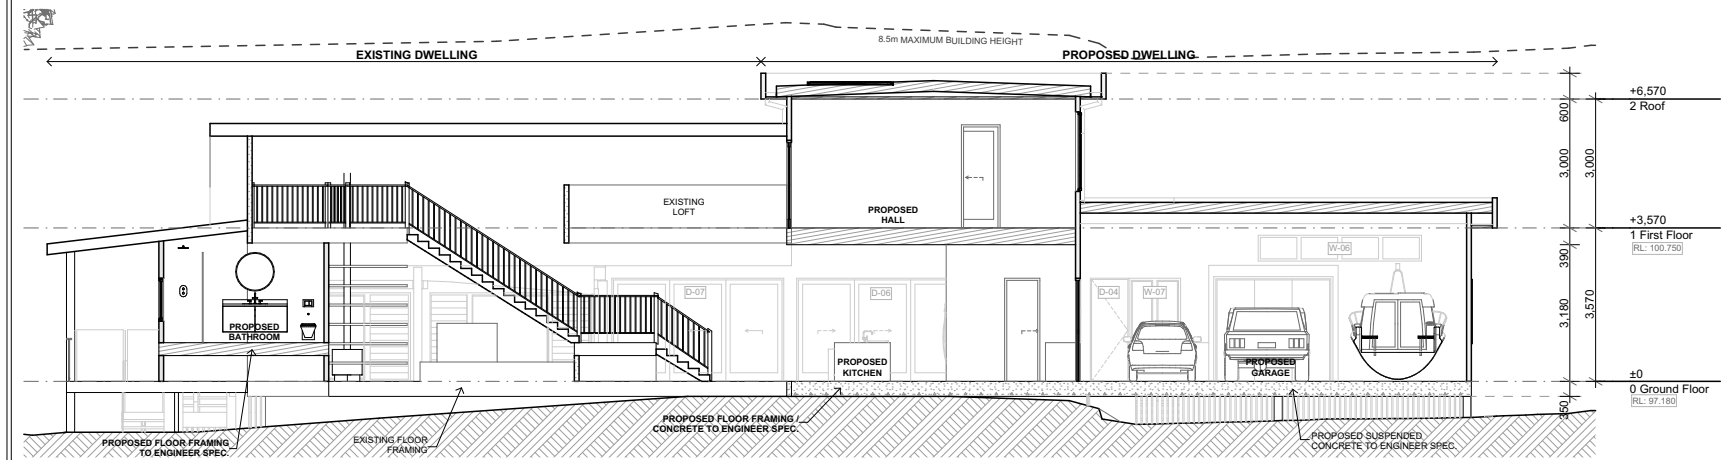 8.5m MAXIMUM BUILDING HEIGHT
EXISTING DWELLING
PROPOSED DWELLING
+6,570
2 Roof
600
3,000
3,000
EXISTING
LOFT
PROPOSED
HALL
+3,570
1 First Floor
RL: 100.750
W-06
390
D-07
D-06
D-04
W-07
3,180
3,570
PROPOSED
BATHROOM
PROPOSED
KITCHEN
PROPOSED
GARAGE
±0
0 Ground Floor
RL: 97.180
350
PROPOSED FLOOR FRAMING
TO ENGINEER SPEC.
EXISTING FLOOR
FRAMING
PROPOSED FLOOR FRAMING /
CONCRETE TO ENGINEER SPEC.
PROPOSED SUSPENDED
CONCRETE TO ENGINEER SPEC.